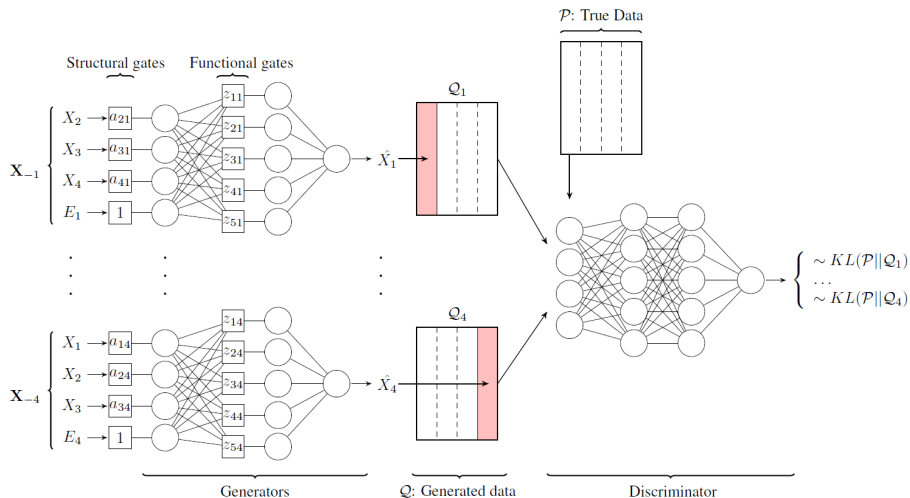 𝒫: True Data
Structural gates
Functional gates
𝒬₁
X₂ a₂₁
X₃ a₃₁
X₄ a₄₁
E₁ 1
X₋₁
z₁₁
z₂₁
z₃₁
z₄₁
z₅₁
X̂₁
𝒬₄
X₁ a₁₄
X₂ a₂₄
X₃ a₃₄
E₄ 1
X₋₄
z₁₄
z₂₄
z₃₄
z₄₄
z₅₄
X̂₄
∼ KL(𝒫||𝒬₁)
...
∼ KL(𝒫||𝒬₄)
Generators
𝒬: Generated data
Discriminator